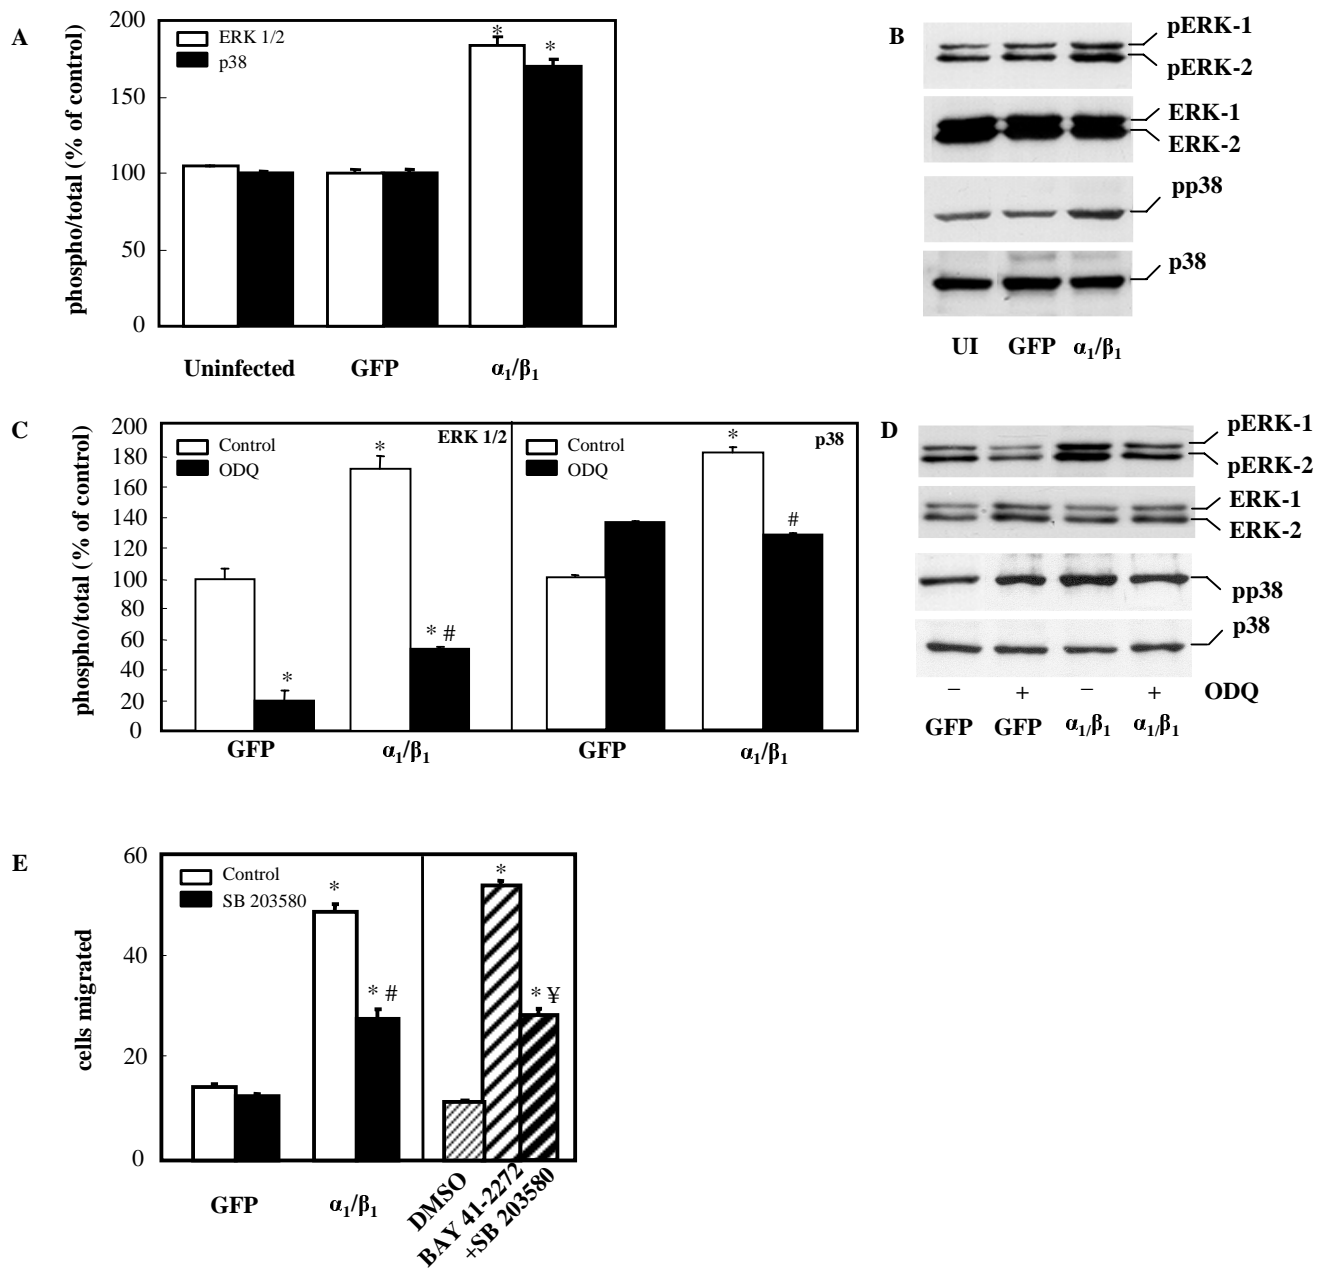 A
200
150
100
50
0
phospho/total (% of control)
ERK 1/2
p38
*
*
Uninfected
GFP
α₁/β₁
B
pERK-1
pERK-2
ERK-1
ERK-2
pp38
p38
UI GFP α₁/β₁
C
200
180
160
140
120
100
80
60
40
20
0
phospho/total (% of control)
Control
ODQ
ERK 1/2
*
*
* #
GFP
α₁/β₁
Control
ODQ
p38
*
#
GFP
α₁/β₁
D
pERK-1
pERK-2
ERK-1
ERK-2
pp38
p38
− + − + ODQ
GFP GFP α₁/β₁ α₁/β₁
E
60
40
20
0
cells migrated
Control
SB 203580
*
* #
*
* ¥
GFP
α₁/β₁
DMSO
BAY 41-2272
+SB 203580